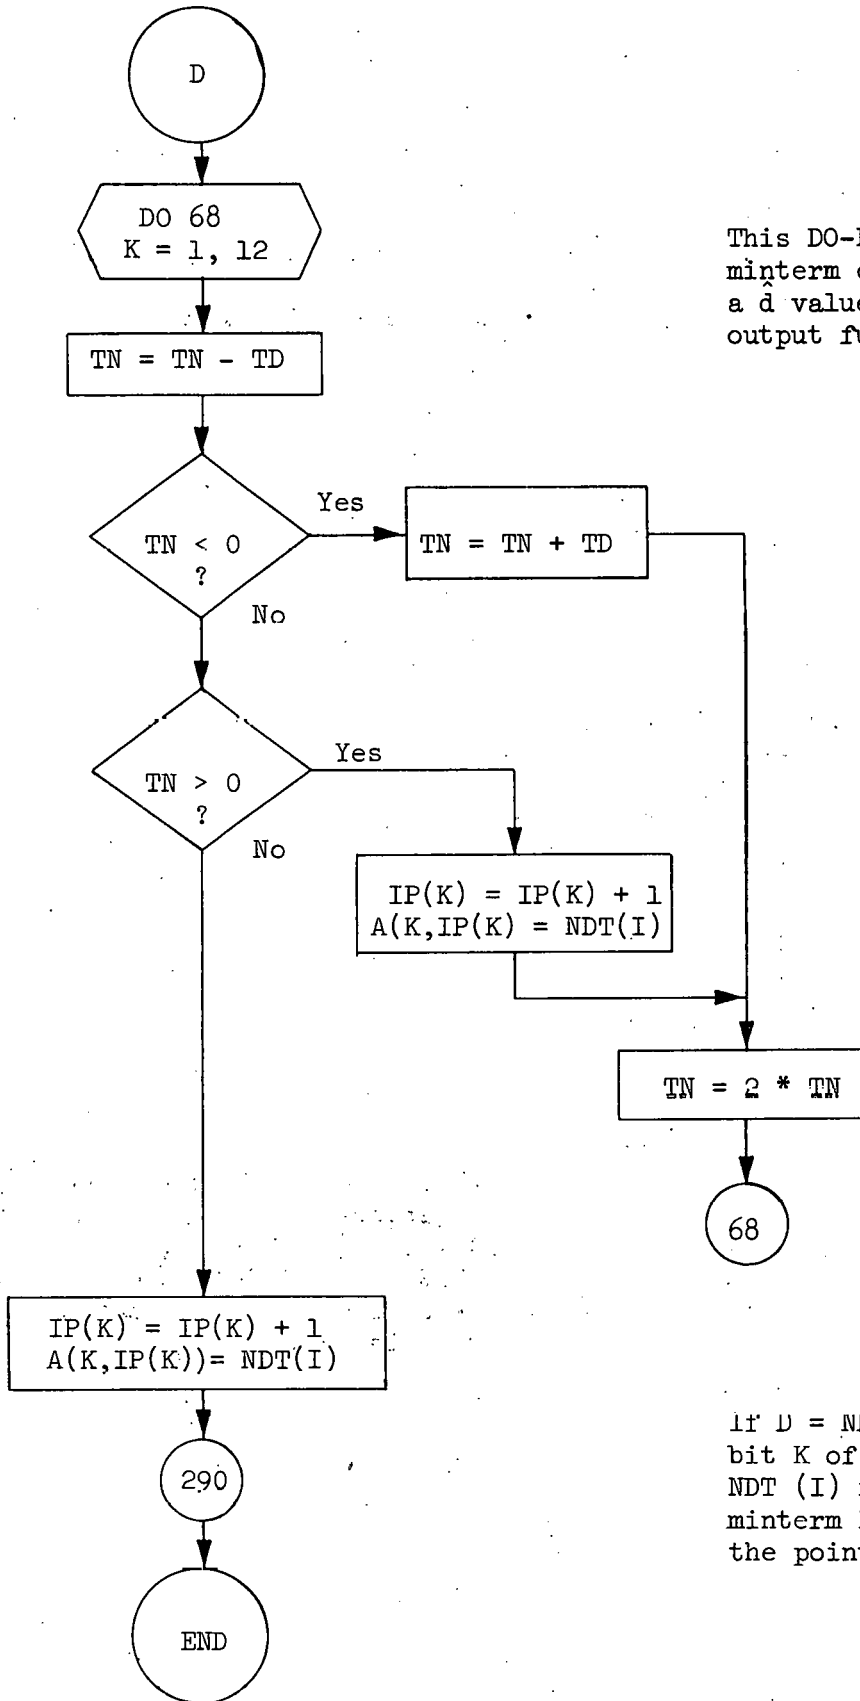 D
DO 68
K = 1, 12
This DO-
minterm
a d̂ value
output
TN = TN - TD
TN < 0
?
Yes
No
TN = TN + TD
TN > 0
?
Yes
No
IP(K) = IP(K) + 1
A(K,IP(K) = NDT(I)
TN = 2 * TN
68
IP(K) = IP(K) + 1
A(K,IP(K))= NDT(I)
290
If D =
bit K of
NDT (I)
minterm
the
END